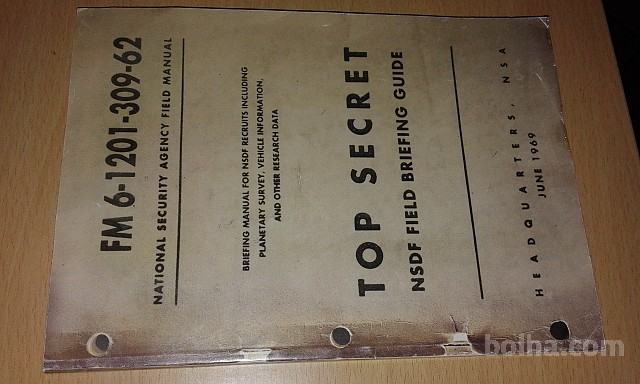 FM 6-1201-309-62
NATIONAL SECURITY AGENCY FIELD MANUAL
BRIEFING MANUAL FOR NSDF RECRUITS INCLUDING
PLANETARY SURVEY, VEHICLE INFORMATION,
AND OTHER RESEARCH DATA
TOP SECRET
NSDF FIELD BRIEFING GUIDE
HEADQUARTERS, NSA
JUNE 1969
bolha.com